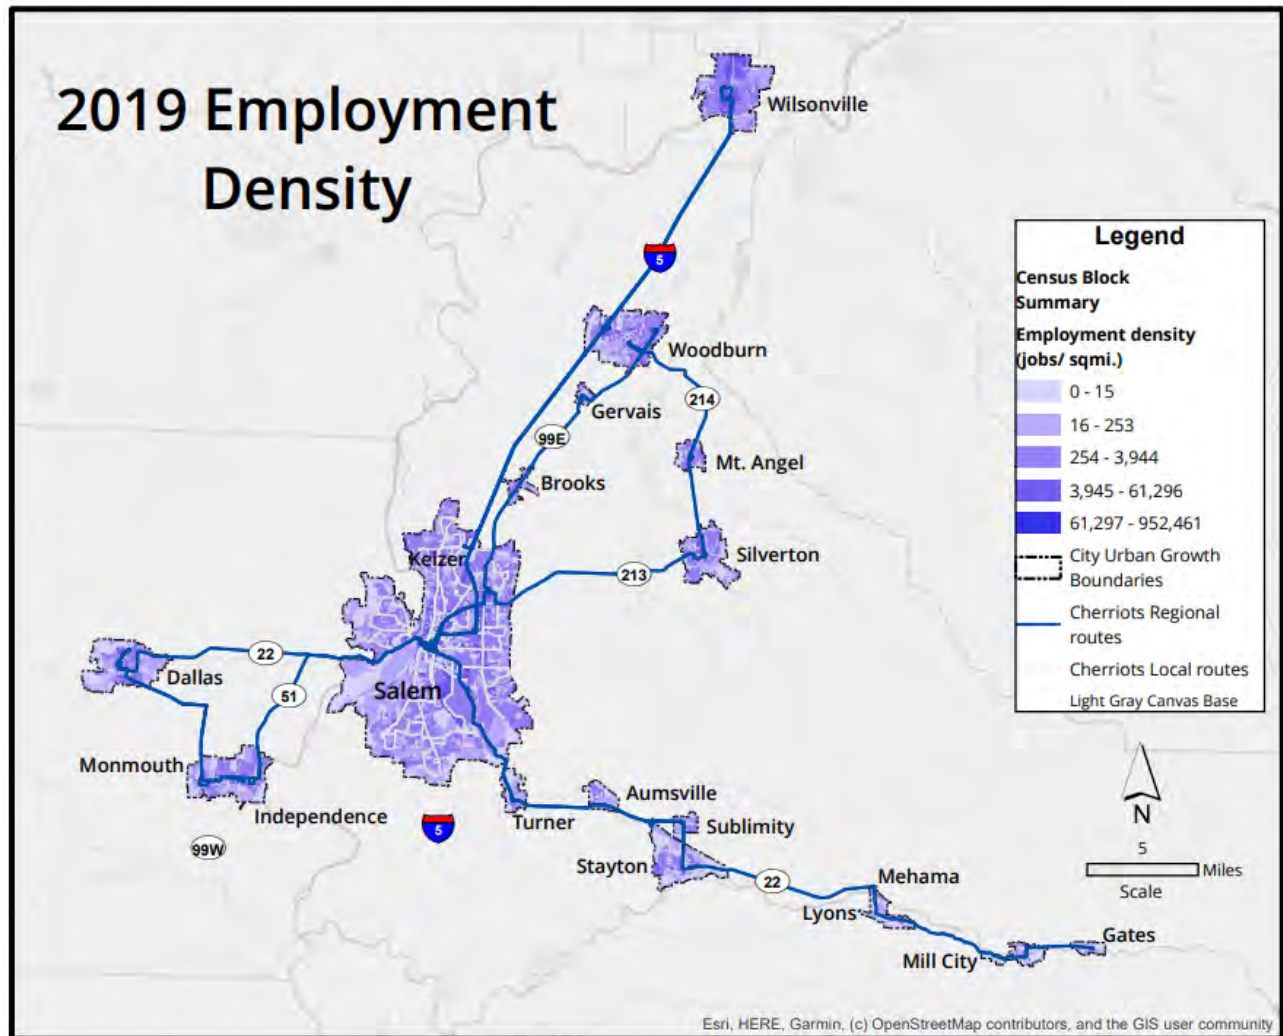 2019 Employment
Density
Wilsonville
5
Legend
Census Block
Summary
Employment density
(jobs/ sqmi.)
0 - 15
16 - 253
254 - 3,944
3,945 - 61,296
61,297 - 952,461
City Urban Growth
Boundaries
Cherriots Regional
routes
Cherriots Local routes
Light Gray Canvas Base
Woodburn
Gervais
214
99E
Mt. Angel
Brooks
Keizer
Silverton
213
22
Dallas
51
Salem
Monmouth
Independence
99W
5
Turner
Aumsville
Sublimity
Stayton
22
Mehama
Lyons
Mill City
Gates
N
5
Miles
Scale
Esri, HERE, Garmin, (c) OpenStreetMap contributors, and the GIS user community